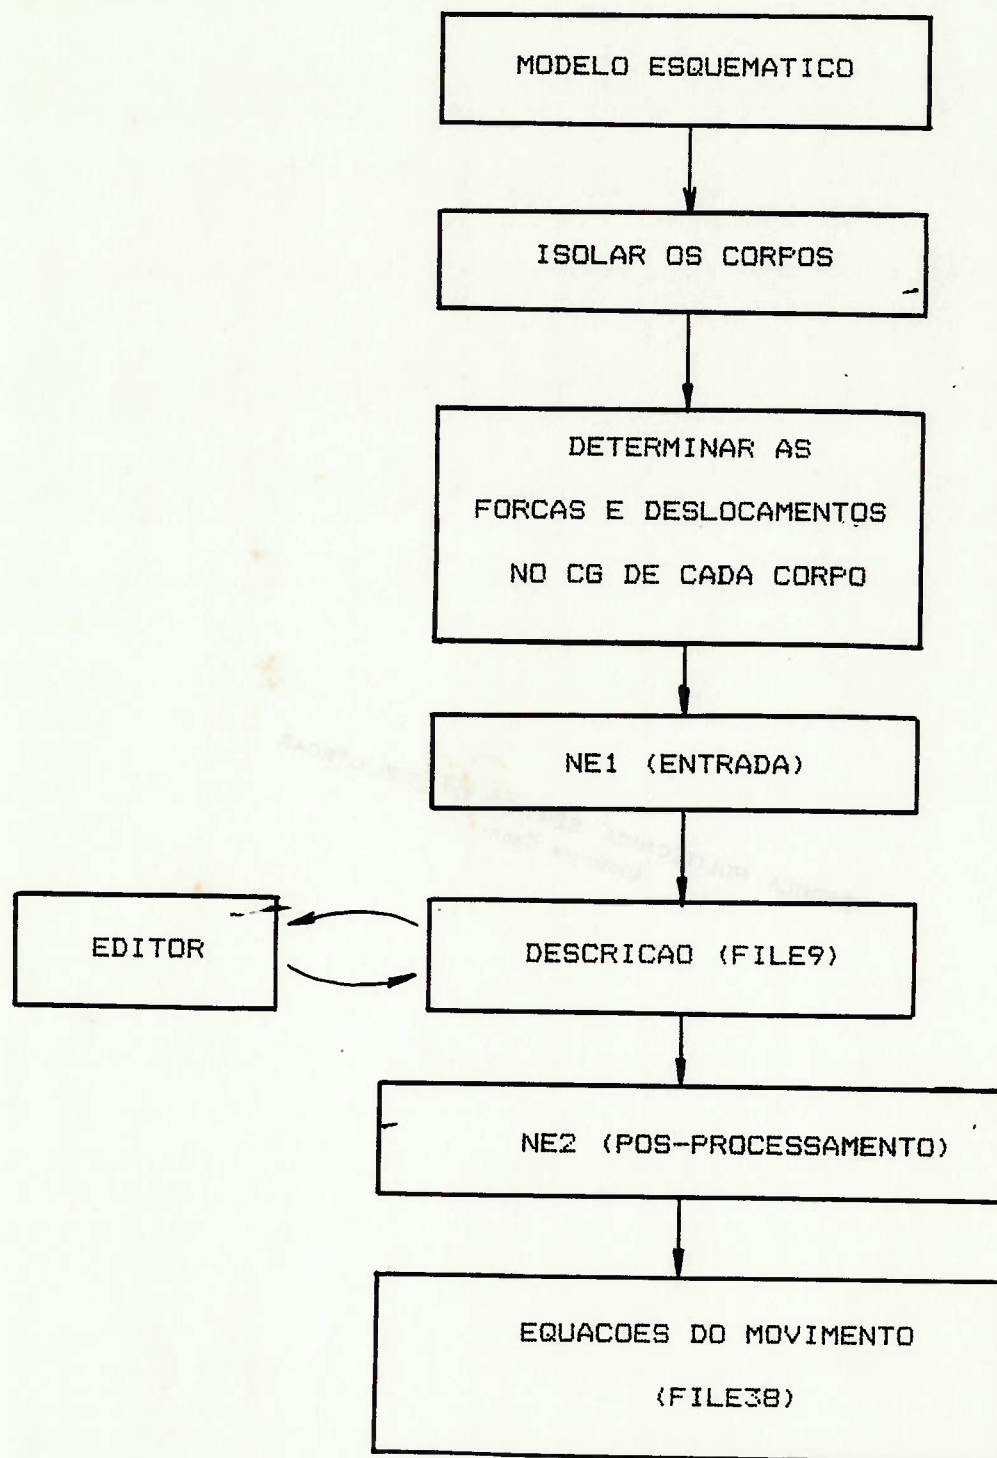 MODELO ESQUEMATICO
ISOLAR OS CORPOS
DETERMINAR AS
FORCAS E DESLOCAMENTOS
NO CG DE CADA CORPO
NE1 (ENTRADA)
EDITOR
DESCRICAO (FILE9)
NE2 (POS-PROCESSAMENTO)
EQUACOES DO MOVIMENTO
(FILE38)